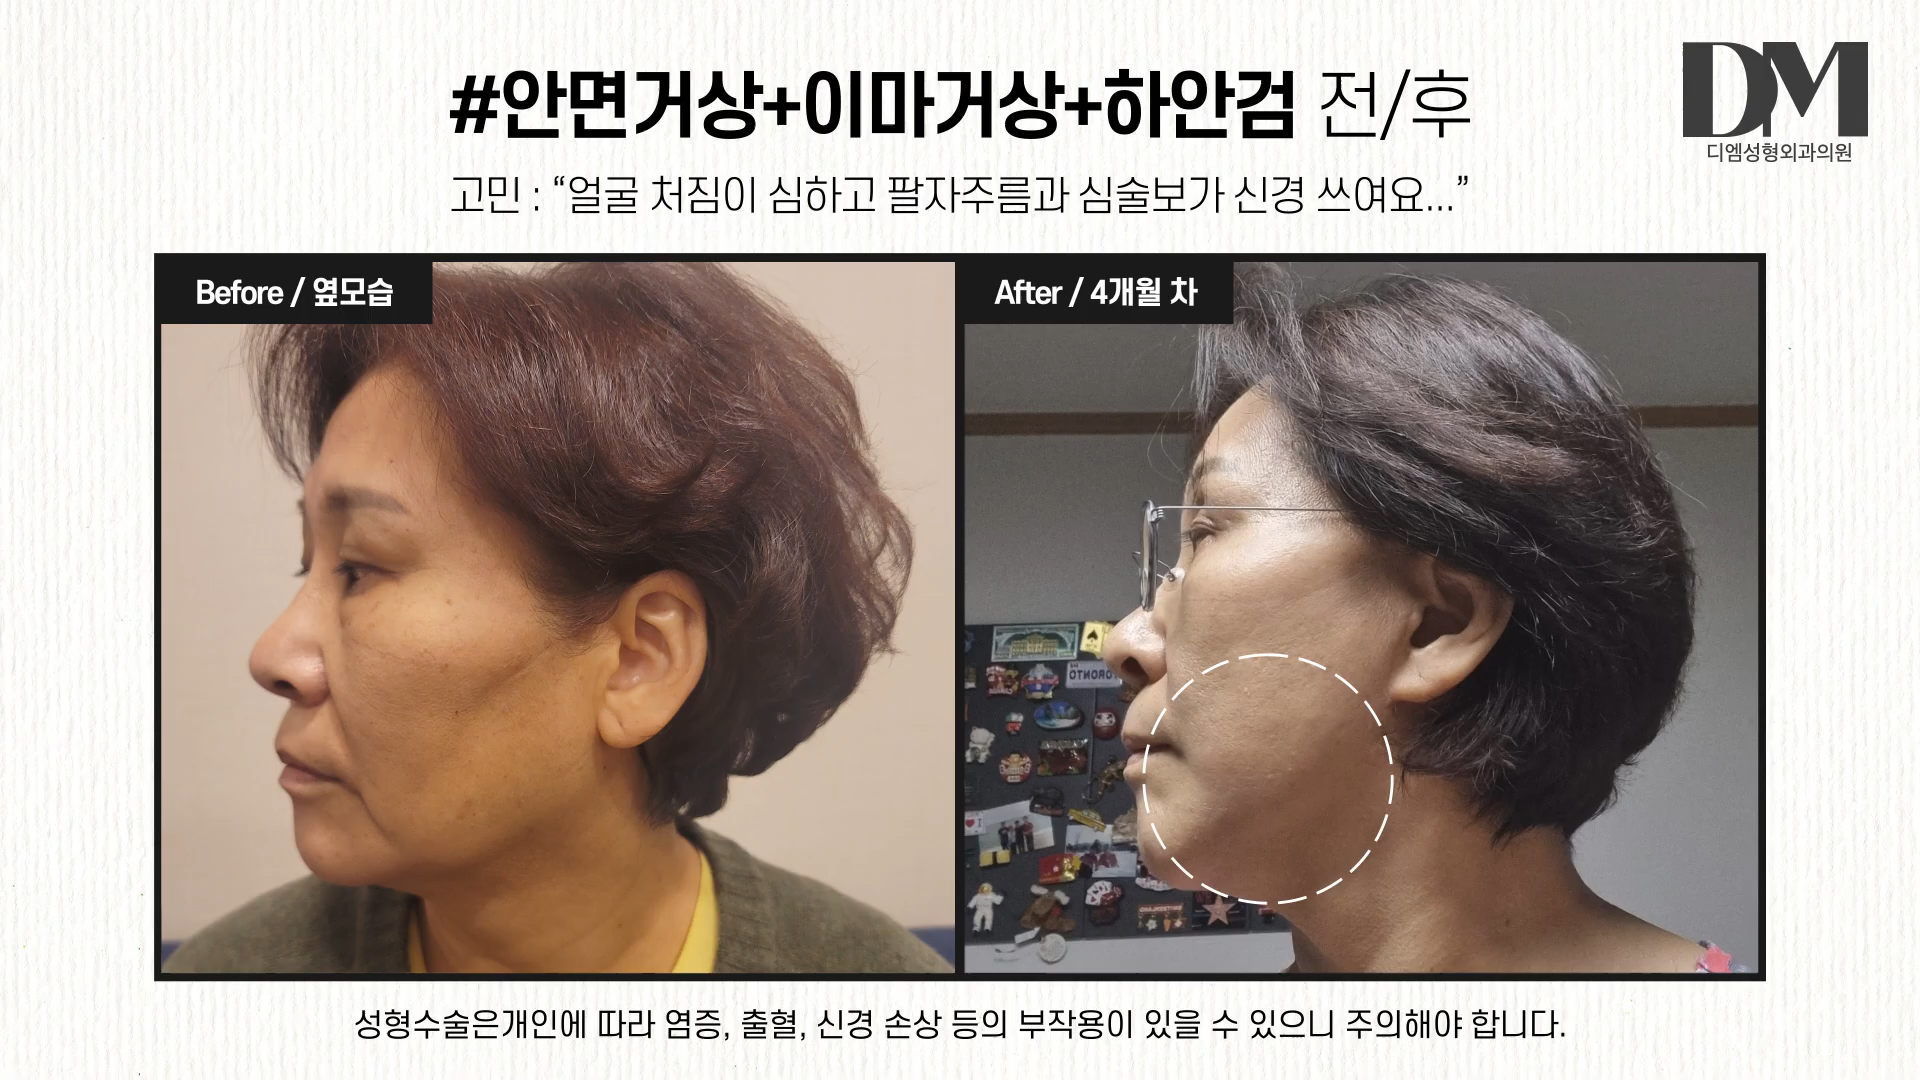 #안면거상+이마거상+하안검 전/후
DM
디엠성형외과의원
고민 : “얼굴 처짐이 심하고 팔자주름과 심술보가 신경 쓰여요...”
Before / 옆모습
After / 4개월 차
성형수술은개인에 따라 염증, 출혈, 신경 손상 등의 부작용이 있을 수 있으니 주의해야 합니다.